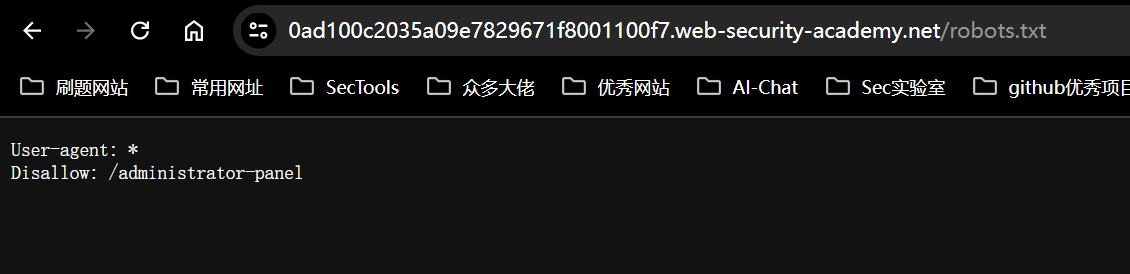 0ad100c2035a09e7829671f8001100f7.web-security-academy.net/robots.txt
刷题网站 常用网址 SecTools 众多大佬 优秀网站 AI-Chat Sec实验室 github优秀项目
User-agent: *
Disallow: /administrator-panel